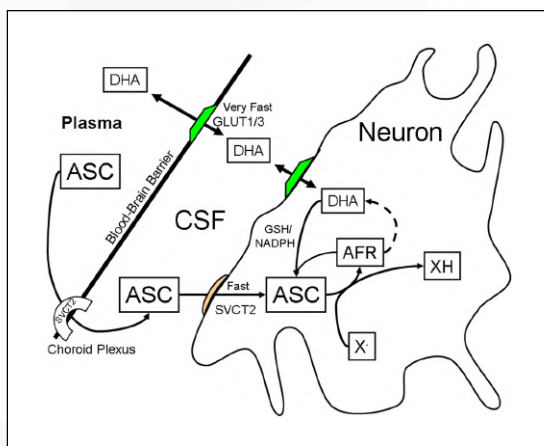 DHA
Very Fast
GLUT1/3
Plasma
DHA
Neuron
ASC
Blood-Brain Barrier
CSF
DHA
GSH/
NADPH
AFR
XH
ASC
Fast
ASC
SVCT2
SVCT2
Choroid Plexus
X·